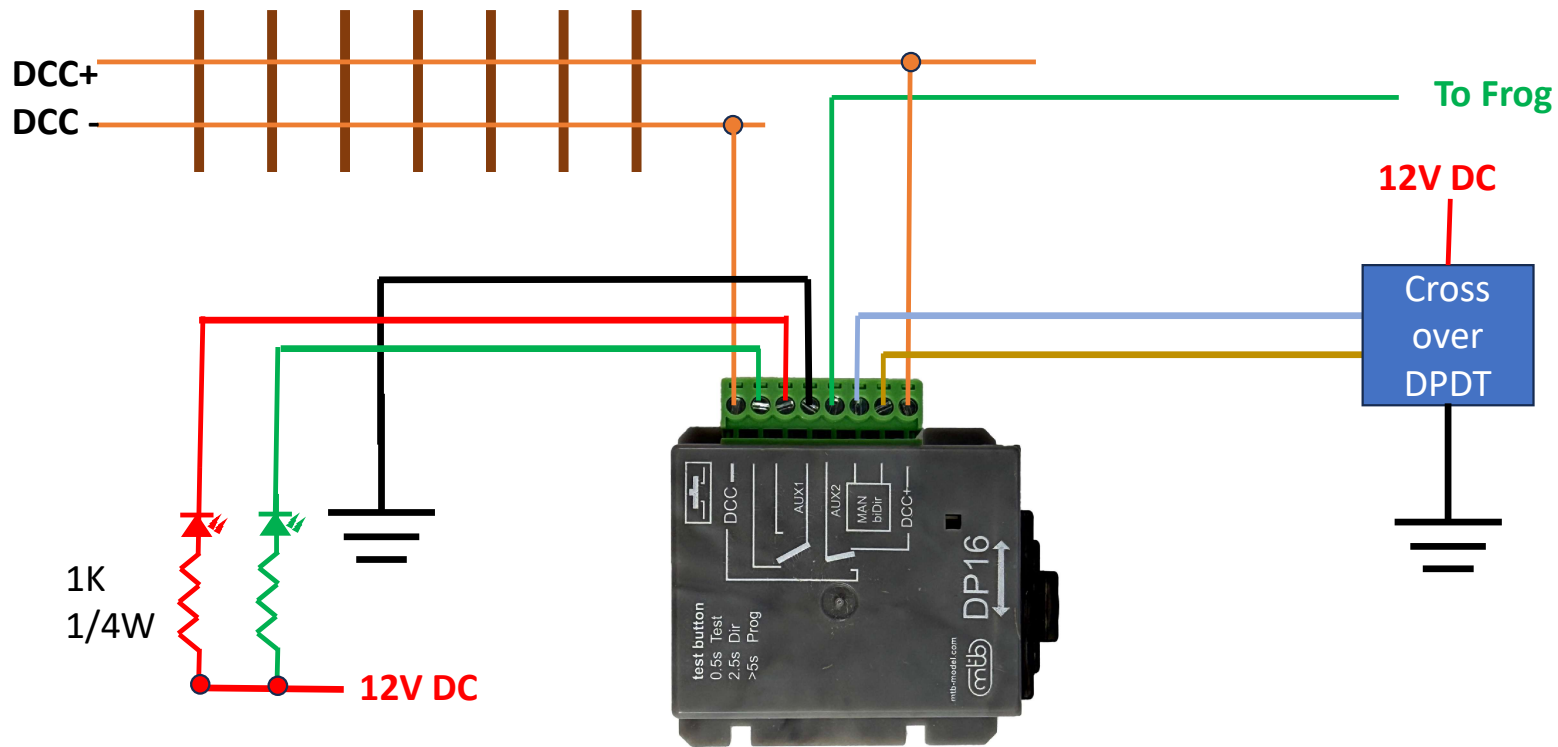 DCC+
DCC -
To Frog
12V DC
Cross
over
DPDT
1K
1/4W
12V DC
DCC -
AUX1
AUX2
MAN
biDir
DCC+
DP16
test button
0.5s Test
2.5s Dir
>5s Prog
mtb-model.com
mtb